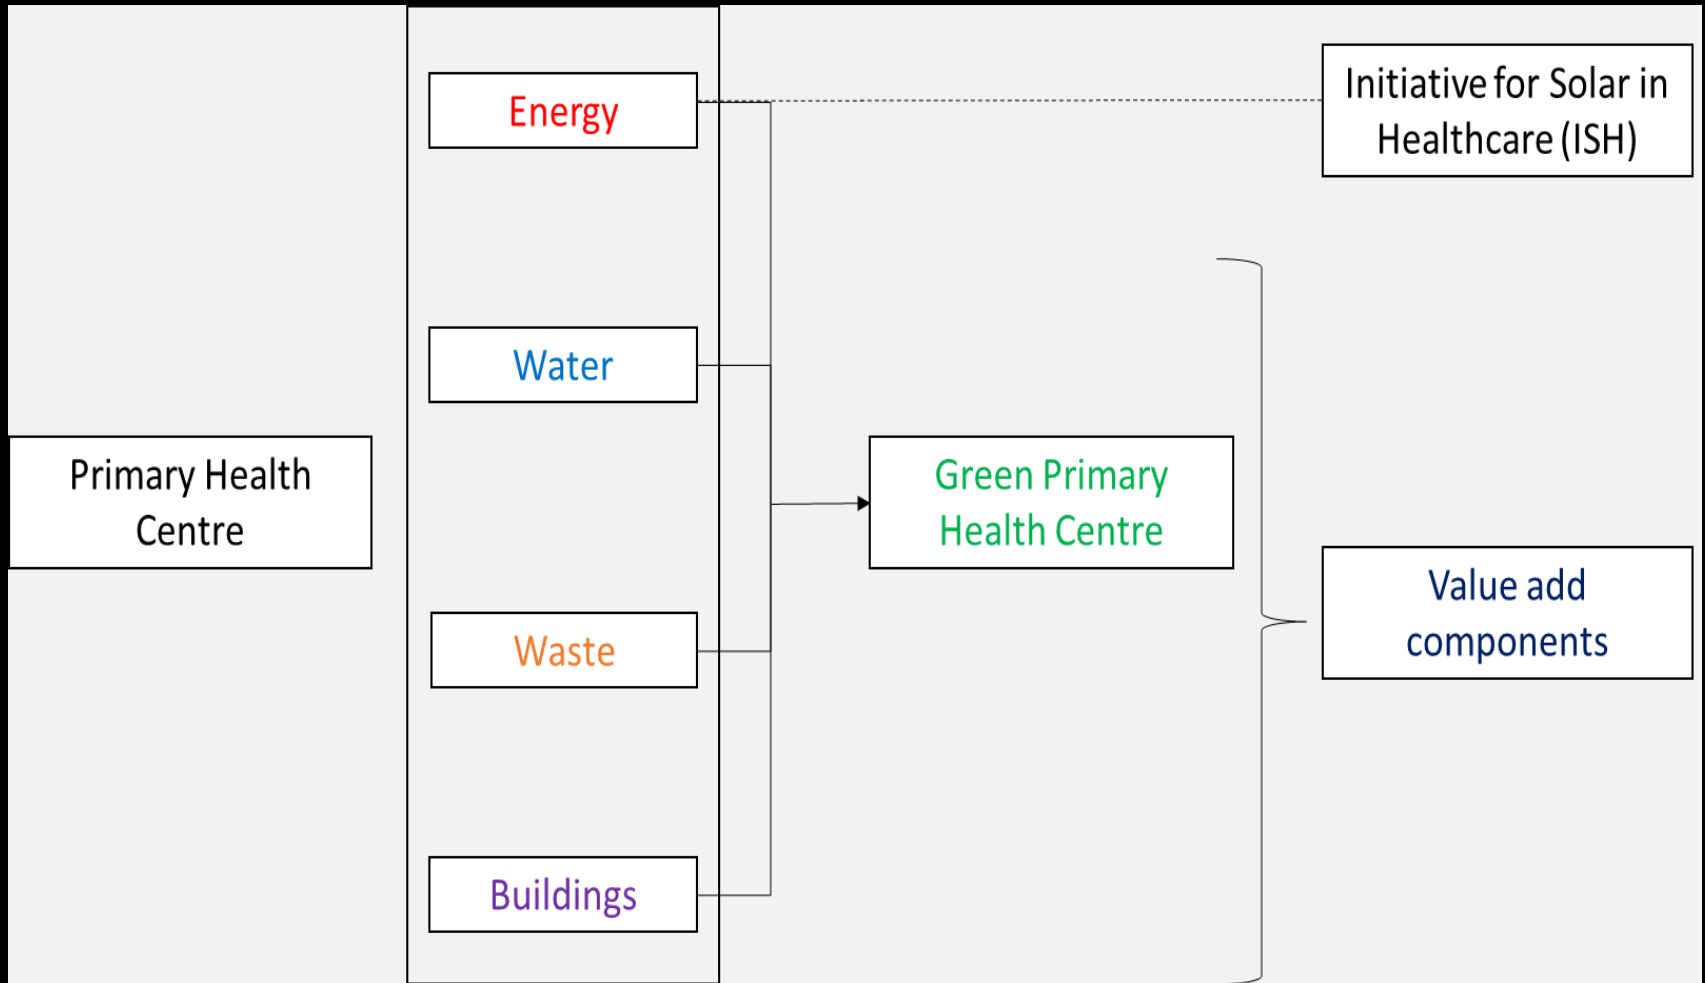 Energy
Initiative for Solar in
Healthcare (ISH)
Water
Primary Health
Centre
Green Primary
Health Centre
Value add
components
Waste
Buildings